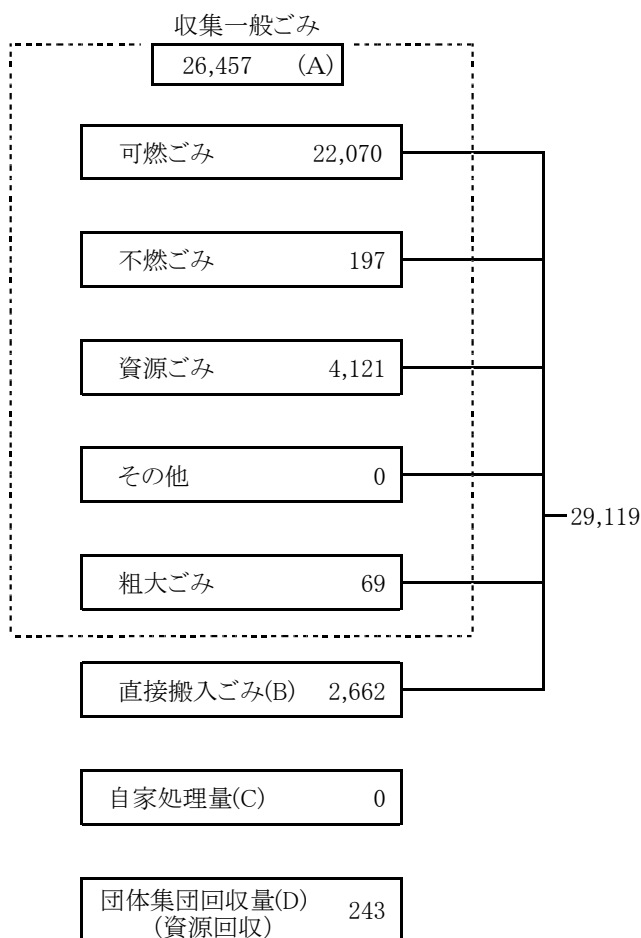 収集一般ごみ
26,457 (A)
可燃ごみ 22,070
不燃ごみ 197
資源ごみ 4,121
その他 0
29,119
粗大ごみ 69
直接搬入ごみ(B) 2,662
自家処理量(C) 0
団体集団回収量(D) 243
(資源回収)